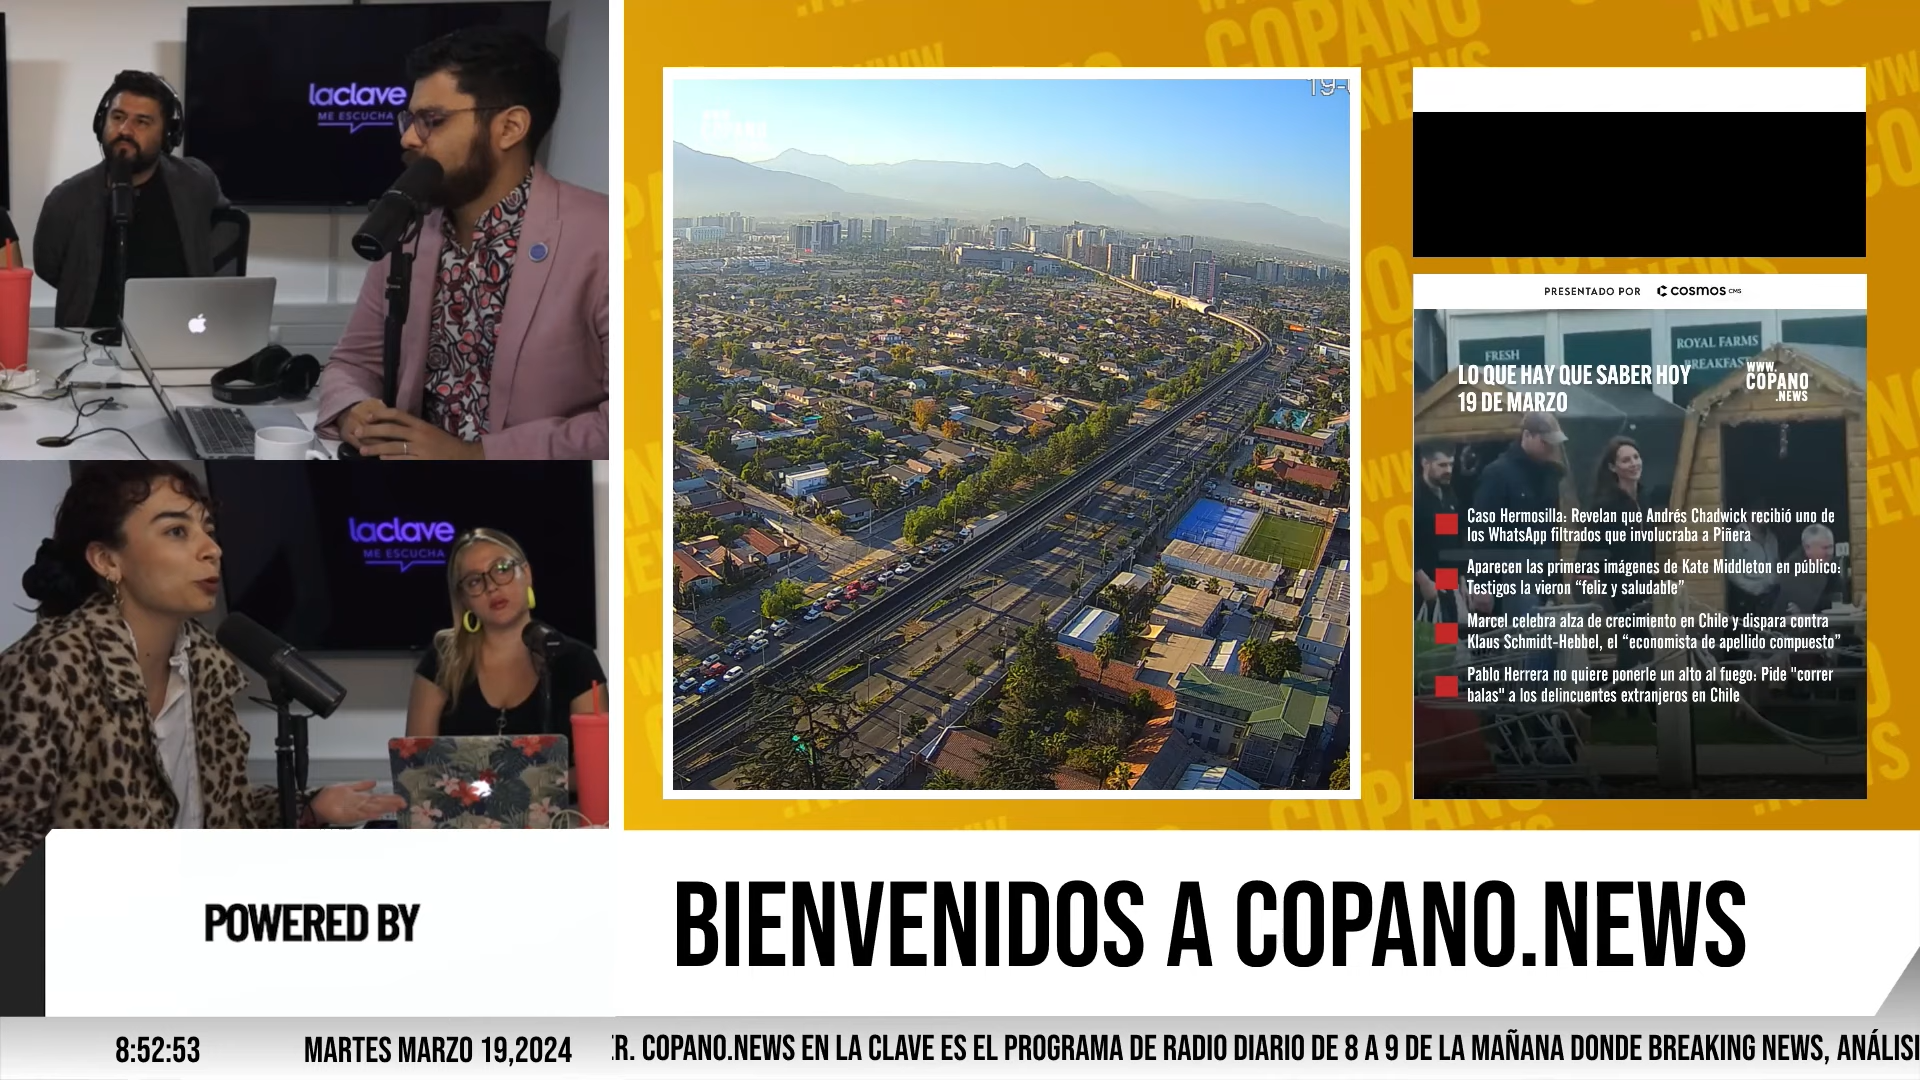 laclave
ME ESCUCHA
laclave
ME ESCUCHA
PRESENTADO POR COSMOS CMS
FRESH
ROYAL FARMS
BREAKFAST
LO QUE HAY QUE SABER HOY
19 DE MARZO
WWW.
COPANO
.NEWS
Caso Hermosilla: Revelan que Andrés Chadwick recibió uno de
los WhatsApp filtrados que involucraba a Piñera
Aparecen las primeras imágenes de Kate Middleton en público:
Testigos la vieron “feliz y saludable”
Marcel celebra alza de crecimiento en Chile y dispara contra
Klaus Schmidt-Hebbel, el “economista de apellido compuesto”
Pablo Herrera no quiere ponerle un alto al fuego: Pide "correr
balas" a los delincuentes extranjeros en Chile
POWERED BY
BIENVENIDOS A COPANO.NEWS
8:52:53 MARTES MARZO 19,2024
ER. COPANO.NEWS EN LA CLAVE ES EL PROGRAMA DE RADIO DIARIO DE 8 A 9 DE LA MAÑANA DONDE BREAKING NEWS, ANÁLISI